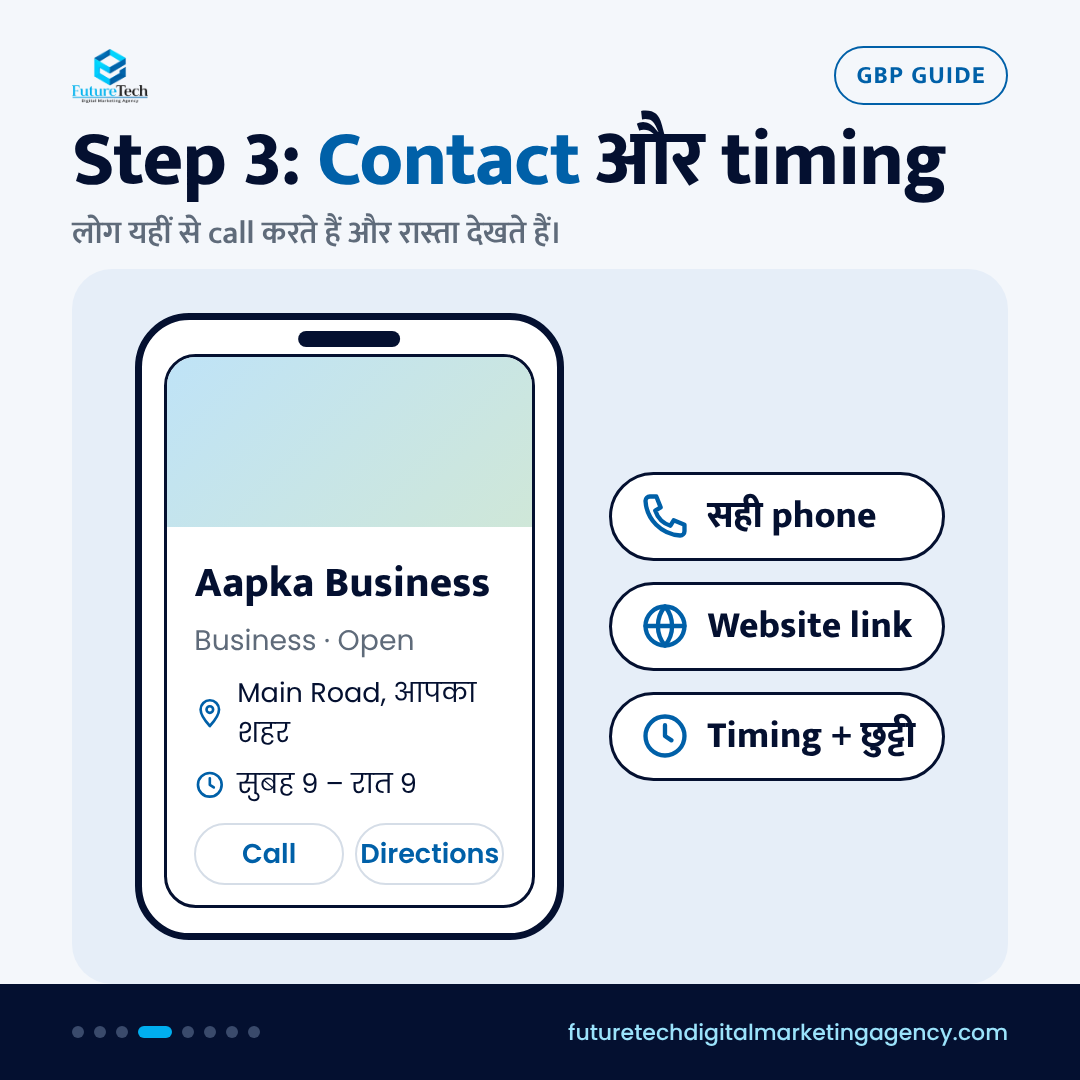 FutureTech
Digital Marketing Agency
GBP GUIDE
Step 3: Contact और timing
लोग यहीं से call करते हैं और रास्ता देखते हैं।
Aapka Business
Business · Open
Main Road, आपका
शहर
सुबह 9 – रात 9
Call
Directions
सही phone
Website link
Timing + छुट्टी
futuretechdigitalmarketingagency.com